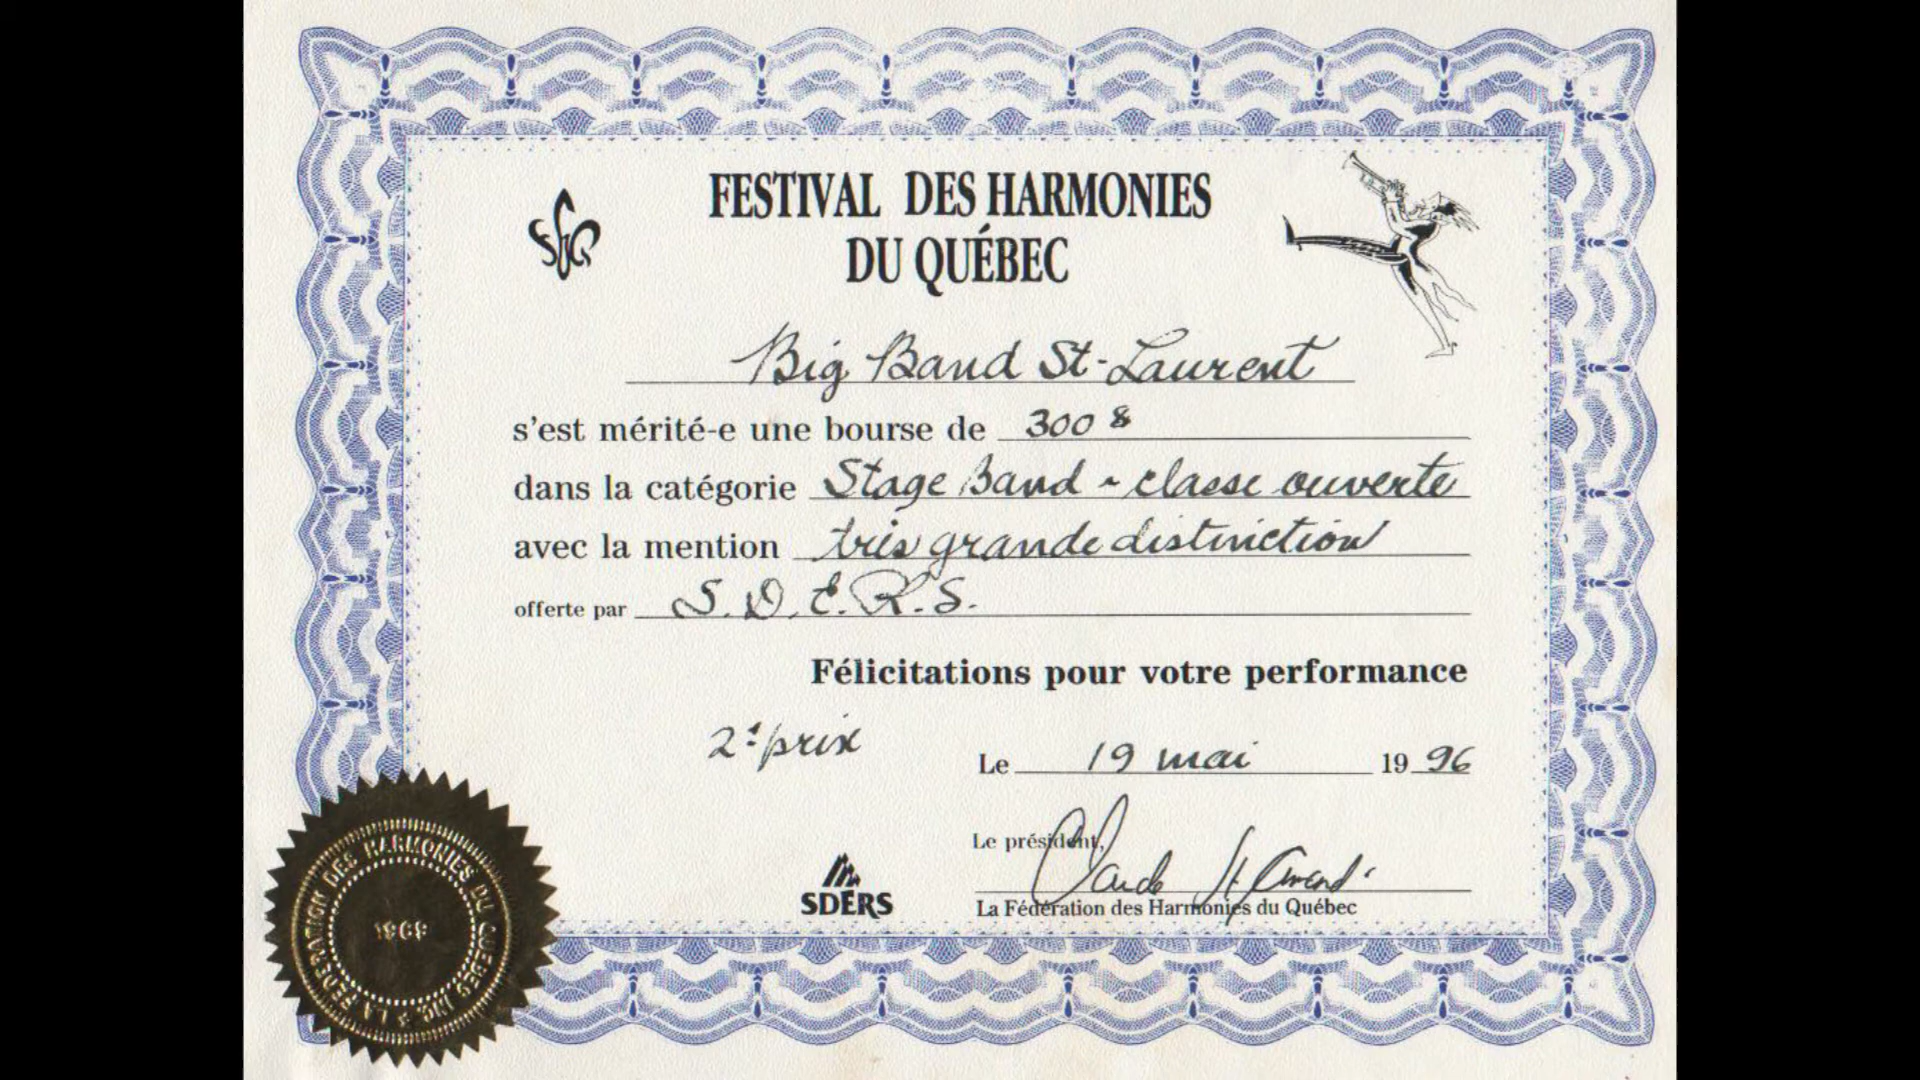 FESTIVAL DES HARMONIES
DU QUÉBEC
Big Band St-Laurent
s'est mérité-e une bourse de 300 $
dans la catégorie Stage Band - classe ouverte
avec la mention très grande distinction
offerte par S.D.E.R.S.
Félicitations pour votre performance
2e prix
Le 19 mai 19 96
Le président,
SDERS
La Fédération des Harmonies du Québec
LA FÉDÉRATION DES HARMONIES DU QUÉBEC INC.